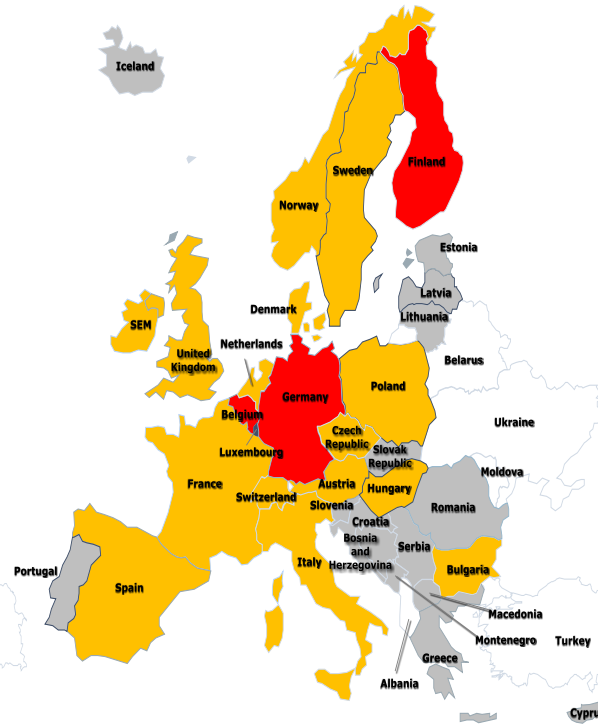 Iceland
Finland
Sweden
Norway
Estonia
Latvia
Lithuania
Denmark
SEM
Netherlands
United
Kingdom
Belarus
Poland
Germany
Belgium
Ukraine
Czech
Republic
Luxembourg
Slovak
Republic
Moldova
France
Austria
Hungary
Switzerland
Slovenia
Romania
Croatia
Bosnia
and
Herzegovina
Serbia
Italy
Portugal
Bulgaria
Spain
Macedonia
Montenegro
Turkey
Greece
Albania
Cypru